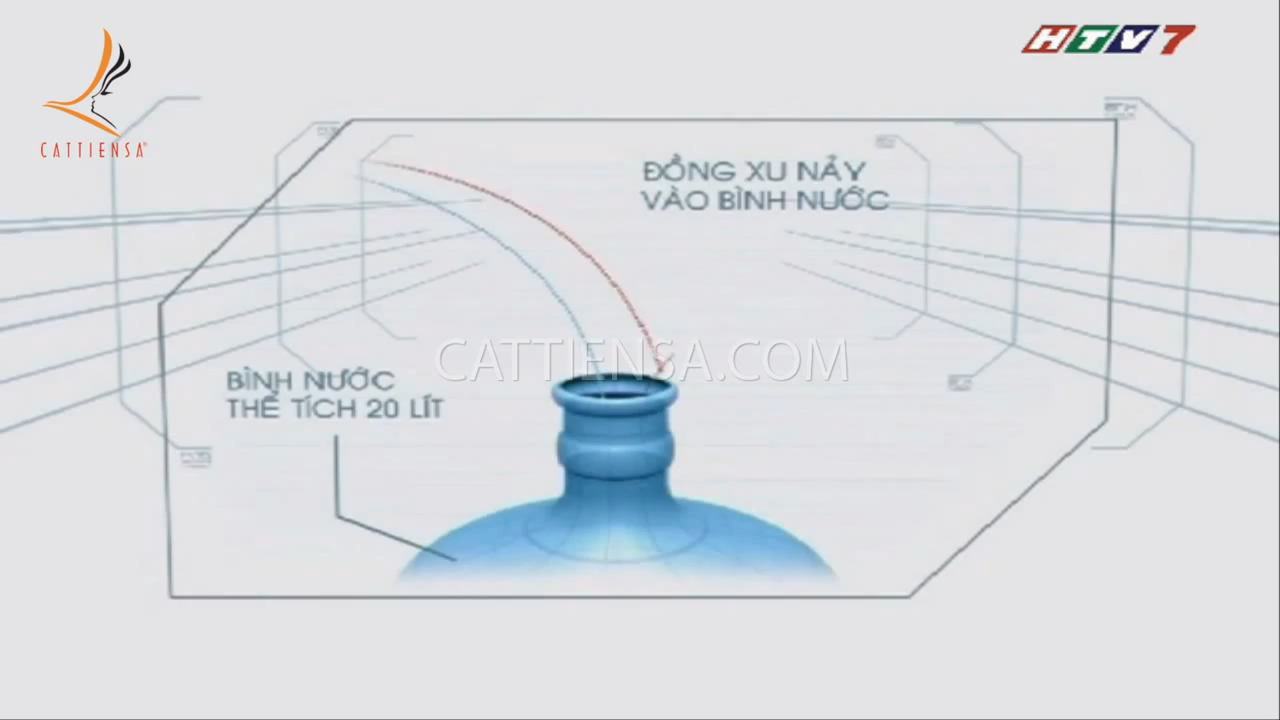 HTV7
CATTIENSA®
ĐỒNG XU NẢY
VÀO BÌNH NƯỚC
CATTIENSA.COM
BÌNH NƯỚC
THỂ TÍCH 20 LÍT